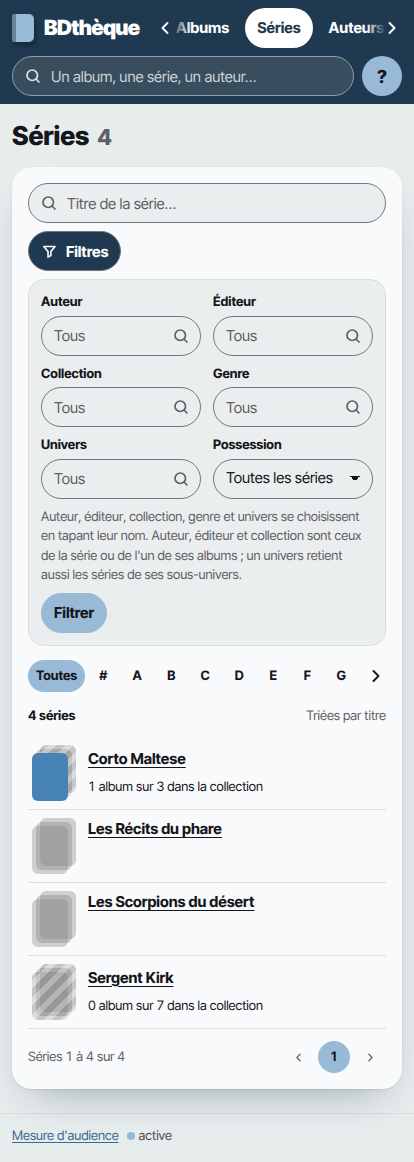 BDthèque
Albums
Séries
Auteurs
Un album, une série, un auteur…
?
Séries 4
Titre de la série…
Filtres
Auteur
Éditeur
Tous
Tous
Collection
Genre
Tous
Tous
Univers
Possession
Tous
Toutes les séries
Auteur, éditeur, collection, genre et univers se choisissent
en tapant leur nom. Auteur, éditeur et collection sont ceux
de la série ou de l'un de ses albums ; un univers retient
aussi les séries de ses sous-univers.
Filtrer
Toutes # A B C D E F G
4 séries
Triées par titre
Corto Maltese
1 album sur 3 dans la collection
Les Récits du phare
Les Scorpions du désert
Sergent Kirk
0 album sur 7 dans la collection
Séries 1 à 4 sur 4
‹ 1 ›
Mesure d'audience active